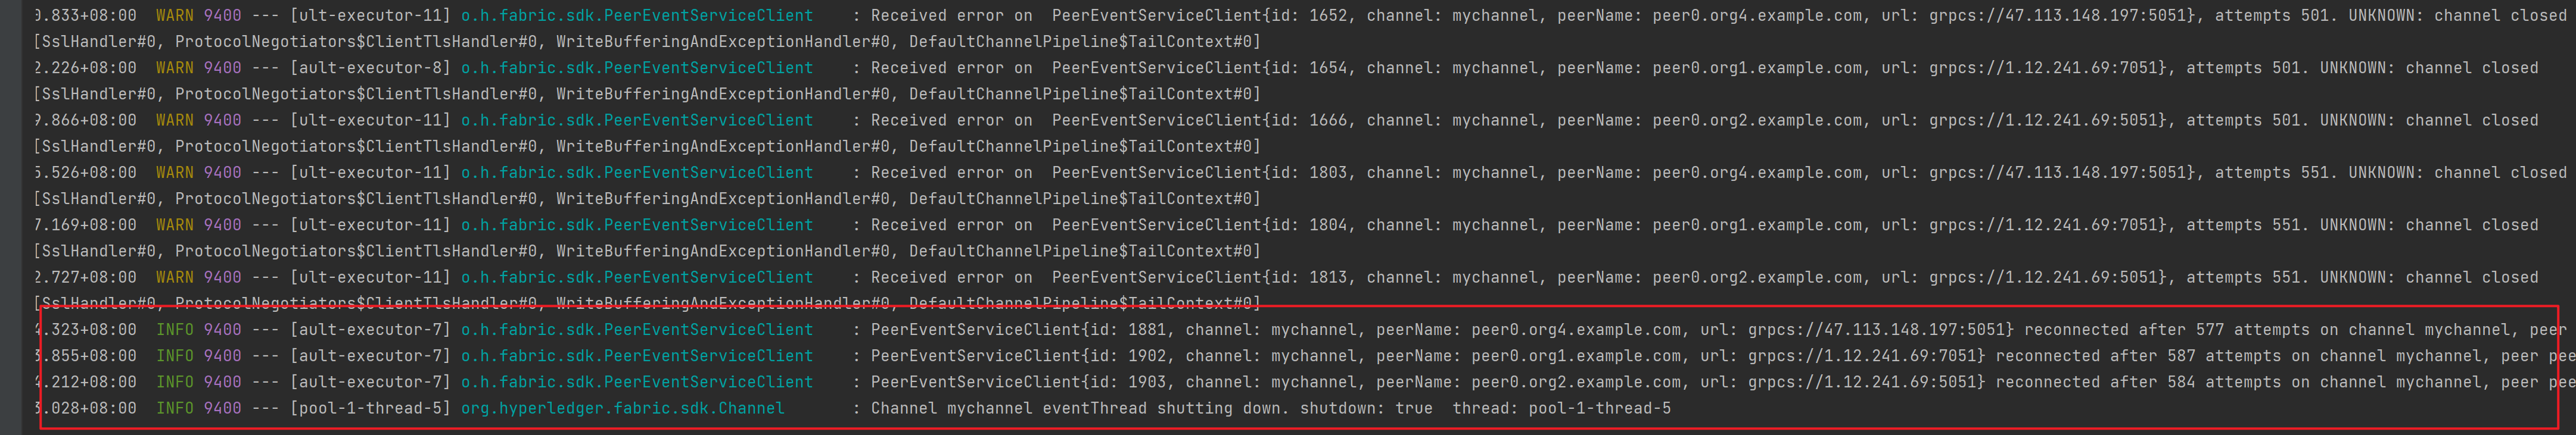 0.833+08:00  WARN 9400 --- [ult-executor-11] o.h.fabric.sdk.PeerEventServiceClient    : Received error on  PeerEventServiceClient{id: 1652, channel: mychannel, peerName: peer0.org4.example.com, url: grpcs://47.113.148.197:5051}, attempts 501. UNKNOWN: channel closed
[SslHandler#0, ProtocolNegotiators$ClientTlsHandler#0, WriteBufferingAndExceptionHandler#0, DefaultChannelPipeline$TailContext#0]
2.226+08:00  WARN 9400 --- [ault-executor-8] o.h.fabric.sdk.PeerEventServiceClient    : Received error on  PeerEventServiceClient{id: 1654, channel: mychannel, peerName: peer0.org1.example.com, url: grpcs://1.12.241.69:7051}, attempts 501. UNKNOWN: channel closed
[SslHandler#0, ProtocolNegotiators$ClientTlsHandler#0, WriteBufferingAndExceptionHandler#0, DefaultChannelPipeline$TailContext#0]
9.866+08:00  WARN 9400 --- [ult-executor-11] o.h.fabric.sdk.PeerEventServiceClient    : Received error on  PeerEventServiceClient{id: 1666, channel: mychannel, peerName: peer0.org2.example.com, url: grpcs://1.12.241.69:5051}, attempts 501. UNKNOWN: channel closed
[SslHandler#0, ProtocolNegotiators$ClientTlsHandler#0, WriteBufferingAndExceptionHandler#0, DefaultChannelPipeline$TailContext#0]
5.526+08:00  WARN 9400 --- [ult-executor-11] o.h.fabric.sdk.PeerEventServiceClient    : Received error on  PeerEventServiceClient{id: 1803, channel: mychannel, peerName: peer0.org4.example.com, url: grpcs://47.113.148.197:5051}, attempts 551. UNKNOWN: channel closed
[SslHandler#0, ProtocolNegotiators$ClientTlsHandler#0, WriteBufferingAndExceptionHandler#0, DefaultChannelPipeline$TailContext#0]
7.169+08:00  WARN 9400 --- [ult-executor-11] o.h.fabric.sdk.PeerEventServiceClient    : Received error on  PeerEventServiceClient{id: 1804, channel: mychannel, peerName: peer0.org1.example.com, url: grpcs://1.12.241.69:7051}, attempts 551. UNKNOWN: channel closed
[SslHandler#0, ProtocolNegotiators$ClientTlsHandler#0, WriteBufferingAndExceptionHandler#0, DefaultChannelPipeline$TailContext#0]
2.727+08:00  WARN 9400 --- [ult-executor-11] o.h.fabric.sdk.PeerEventServiceClient    : Received error on  PeerEventServiceClient{id: 1813, channel: mychannel, peerName: peer0.org2.example.com, url: grpcs://1.12.241.69:5051}, attempts 551. UNKNOWN: channel closed
[SslHandler#0, ProtocolNegotiators$ClientTlsHandler#0, WriteBufferingAndExceptionHandler#0, DefaultChannelPipeline$TailContext#0]
4.323+08:00  INFO 9400 --- [ault-executor-7] o.h.fabric.sdk.PeerEventServiceClient    : PeerEventServiceClient{id: 1881, channel: mychannel, peerName: peer0.org4.example.com, url: grpcs://47.113.148.197:5051} reconnected after 577 attempts on channel mychannel, peer
3.855+08:00  INFO 9400 --- [ault-executor-7] o.h.fabric.sdk.PeerEventServiceClient    : PeerEventServiceClient{id: 1902, channel: mychannel, peerName: peer0.org1.example.com, url: grpcs://1.12.241.69:7051} reconnected after 587 attempts on channel mychannel, peer pee
4.212+08:00  INFO 9400 --- [ault-executor-7] o.h.fabric.sdk.PeerEventServiceClient    : PeerEventServiceClient{id: 1903, channel: mychannel, peerName: peer0.org2.example.com, url: grpcs://1.12.241.69:5051} reconnected after 584 attempts on channel mychannel, peer pee
3.028+08:00  INFO 9400 --- [pool-1-thread-5] org.hyperledger.fabric.sdk.Channel       : Channel mychannel eventThread shutting down. shutdown: true  thread: pool-1-thread-5